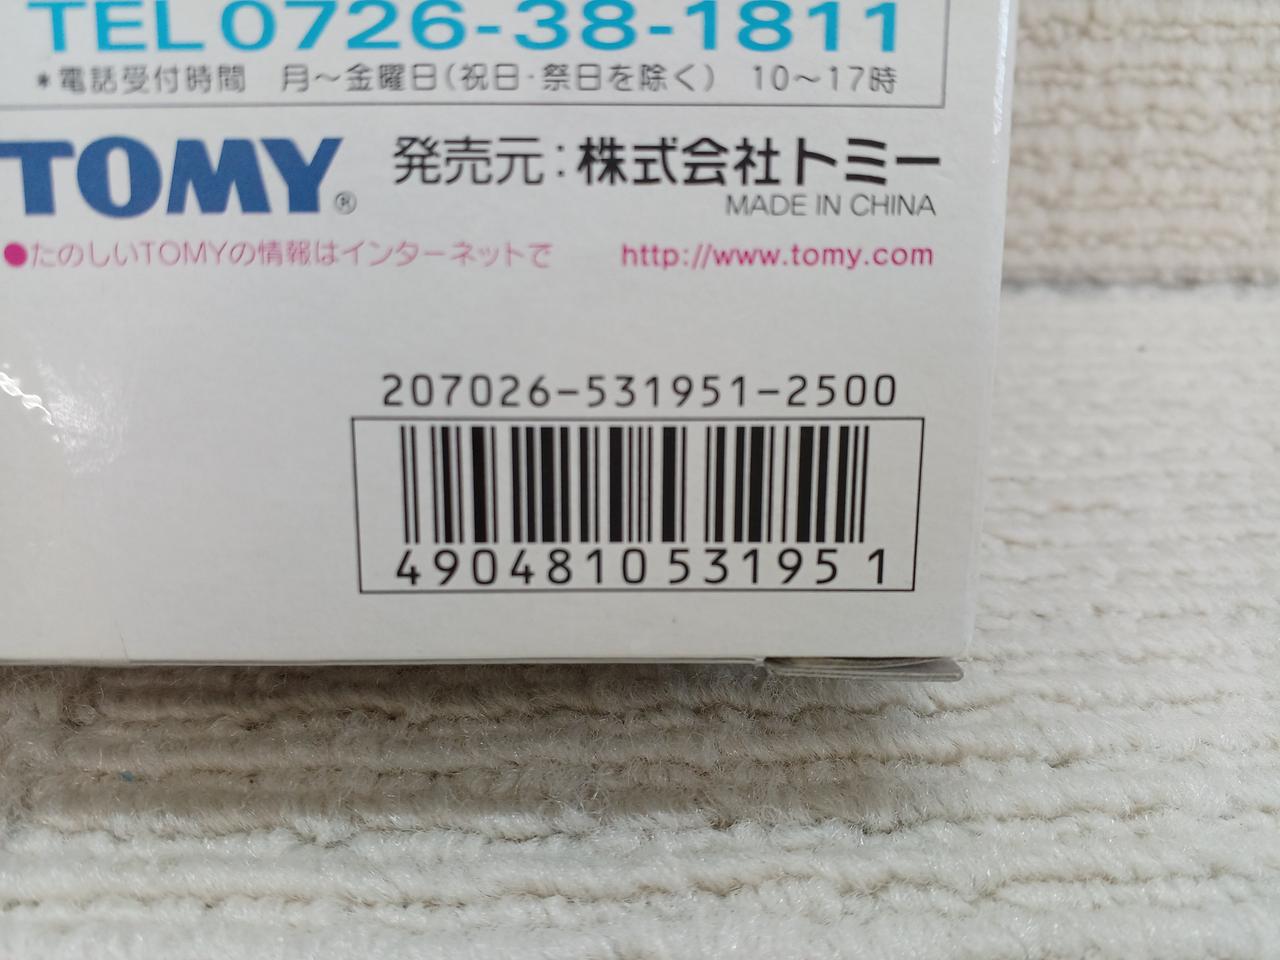 TEL 0726-38-1811
*電話受付時間 月～金曜日(祝日・祭日を除く) 10～17時
TOMY® 発売元:株式会社トミー
MADE IN CHINA
●たのしいTOMYの情報はインターネットで http://www.tomy.com
207026-531951-2500
4904810531951